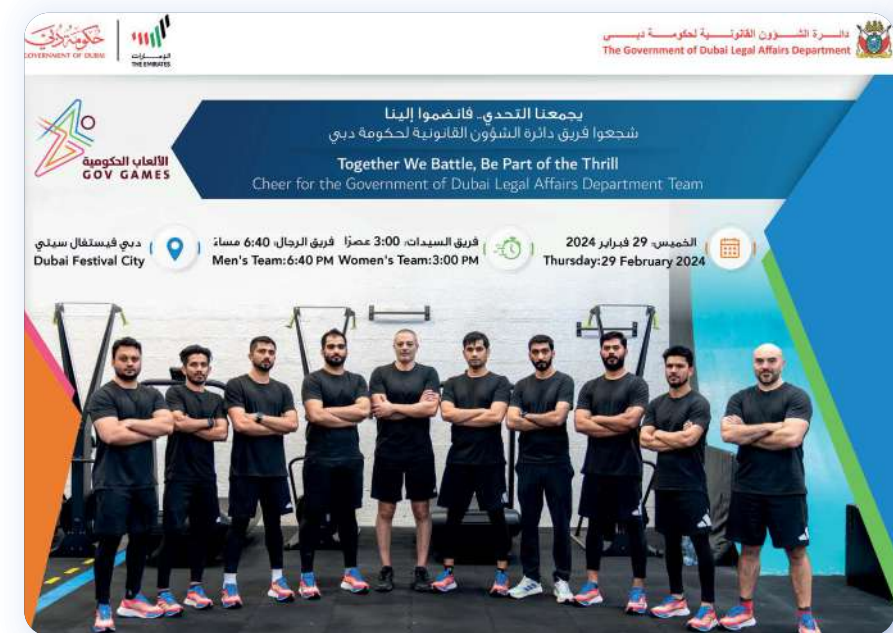 حكومة دبي
GOVERNMENT OF DUBAI
الإمارات
THE EMIRATES
دائرة الشؤون القانونية لحكومة دبي
The Government of Dubai Legal Affairs Department
الألعاب الحكومية
GOV GAMES
يجمعنا التحدي.. فانضموا إلينا
شجعوا فريق دائرة الشؤون القانونية لحكومة دبي
Together We Battle, Be Part of the Thrill
Cheer for the Government of Dubai Legal Affairs Department Team
الخميس: 29 فبراير 2024
Thursday:29 February 2024
فريق السيدات: 3:00 عصرًا فريق الرجال: 6:40 مساءً
Men's Team:6:40 PM Women's Team:3:00 PM
دبي فيستفال سيتي
Dubai Festival City